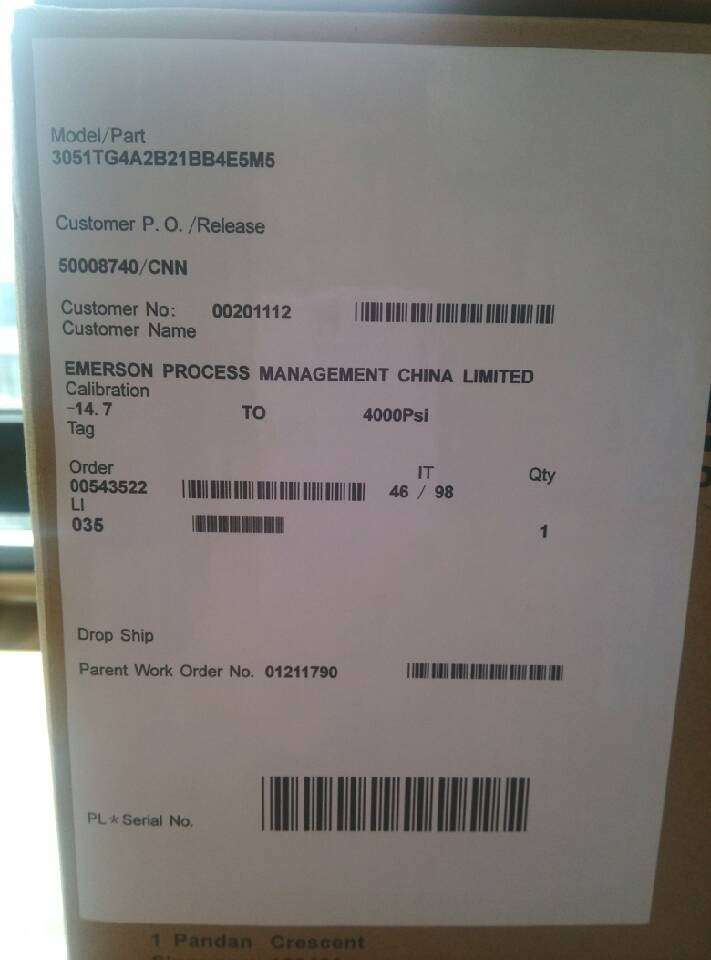 Model/Part
3051TG4A2B21BB4E5M5
Customer P.O./Release
50008740/CNN
Customer No: 00201112
Customer Name
EMERSON PROCESS MANAGEMENT CHINA LIMITED
Calibration
-14.7 TO 4000Psi
Tag
Order IT Qty
00543522 46 / 98
LI
035 1
Drop Ship
Parent Work Order No. 01211790
PL*Serial No.
1 Pandan Crescent